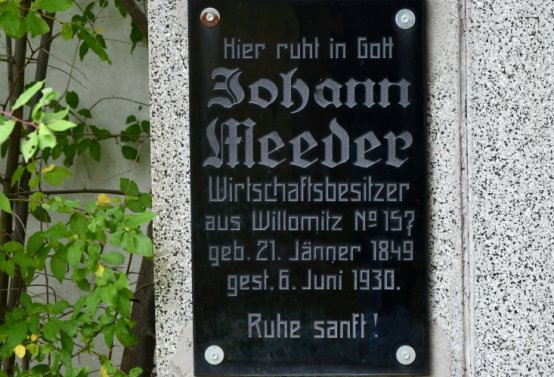 Hier ruht in Gott
Johann
Meeder
Wirtschaftsbesitzer
aus Willomitz No 157
geb. 21. Jänner 1849
gest. 6. Juni 1930.
Ruhe sanft!